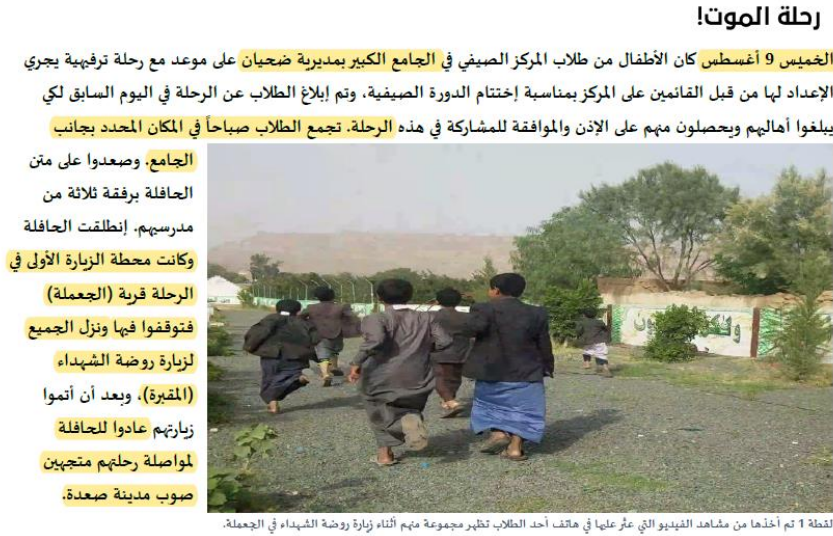 رحلة الموت!
الخميس 9 أغسطس كان الأطفال من طلاب المركز الصيفي في الجامع الكبير بمديرية ضحيان على موعد مع رحلة ترفيهية يجري
الإعداد لها من قبل القائمين على المركز بمناسبة إختتام الدورة الصيفية، وتم إبلاغ الطلاب عن الرحلة في اليوم السابق لكي
يبلغوا أهاليهم ويحصلون منهم على الإذن والموافقة للمشاركة في هذه الرحلة. تجمع الطلاب صباحاً في المكان المحدد بجانب
الجامع. وصعدوا على متن
الحافلة برفقة ثلاثة من
مدرسيهم. إنطلقت الحافلة
وكانت محطة الزيارة الأولى في
الرحلة قرية (الجعملة)
فتوقفوا فيها ونزل الجميع
لزيارة روضة الشهداء
(المقبرة)، وبعد أن أتموا
زيارتهم عادوا للحافلة
لمواصلة رحلتهم متجهين
صوب مدينة صعدة.
لقطة 1 تم أخذها من مشاهد الفيديو التي عثر عليها في هاتف أحد الطلاب تظهر مجموعة منهم أثناء زيارة روضة الشهداء في الجعملة.